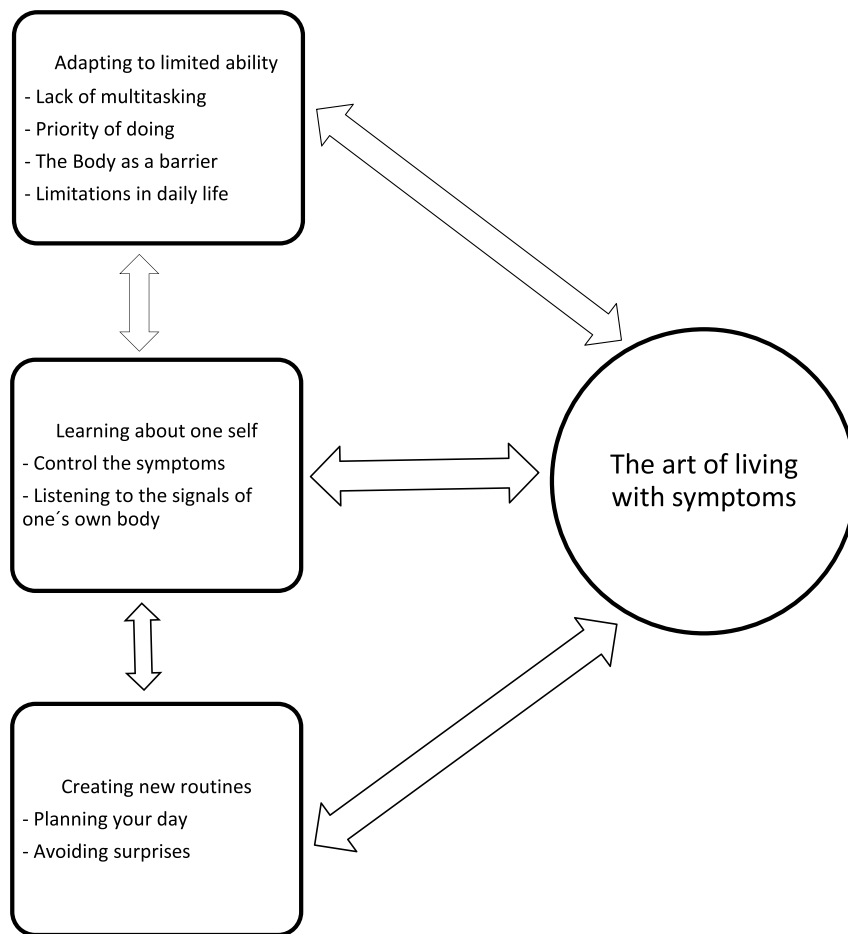 Adapting to limited ability
- Lack of multitasking
- Priority of doing
- The Body as a barrier
- Limitations in daily life
Learning about one self
- Control the symptoms
- Listening to the signals of
one´s own body
The art of living
with symptoms
Creating new routines
- Planning your day
- Avoiding surprises